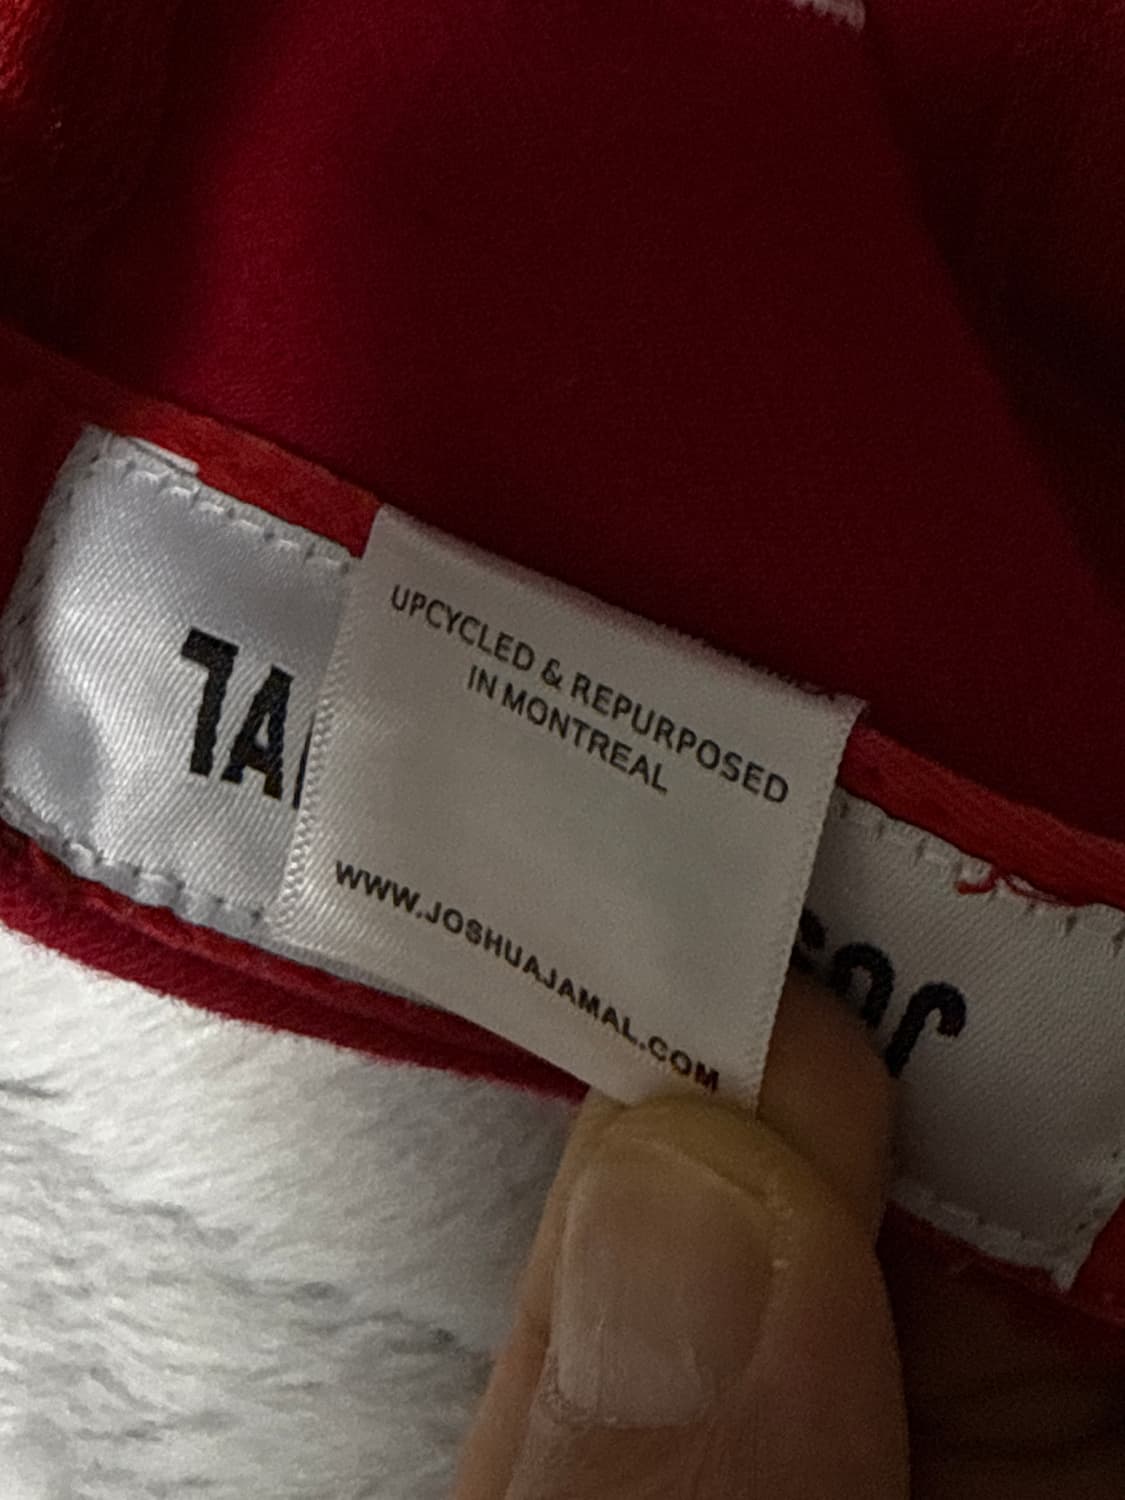 UPCYCLED & REPURPOSED
IN MONTREAL
WWW.JOSHUAJAMAL.COM